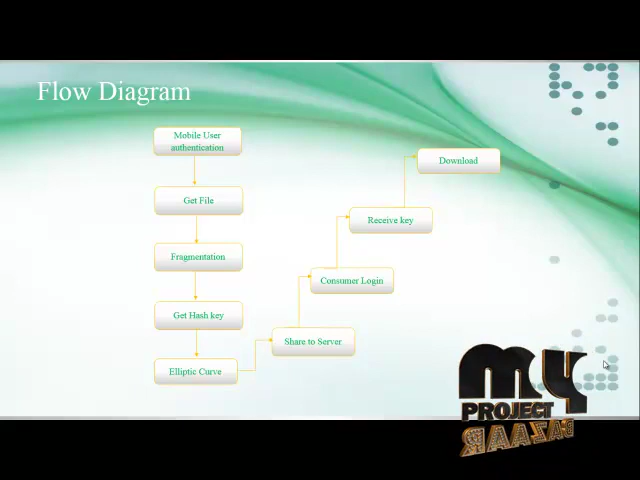 Flow Diagram
Mobile User
authentication
Get File
Fragmentation
Get Hash key
Elliptic Curve
Share to Server
Consumer Login
Receive key
Download
my
PROJECT
BAZAAR